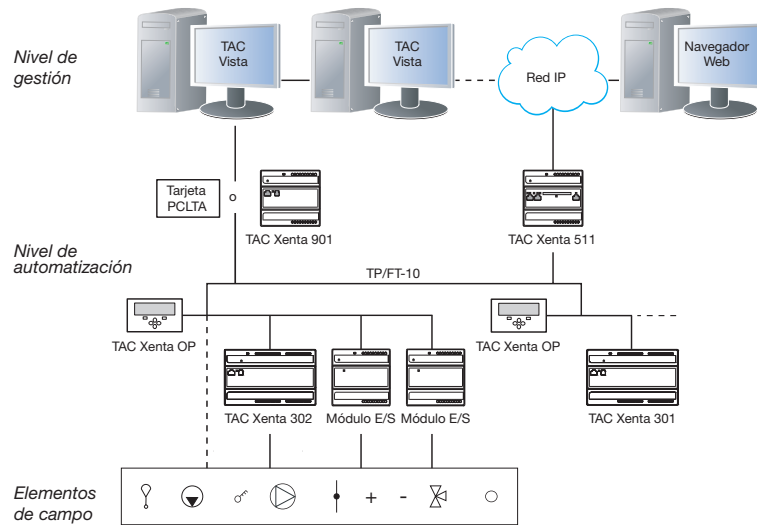 Nivel de
gestión
TAC
Vista
TAC
Vista
Red IP
Navegador
Web
Tarjeta
PCLTA
o
TAC Xenta 901
TAC Xenta 511
Nivel de
automatización
TP/FT-10
TAC Xenta OP
TAC Xenta OP
TAC Xenta 302
Módulo E/S
Módulo E/S
TAC Xenta 301
Elementos
de campo
+
-